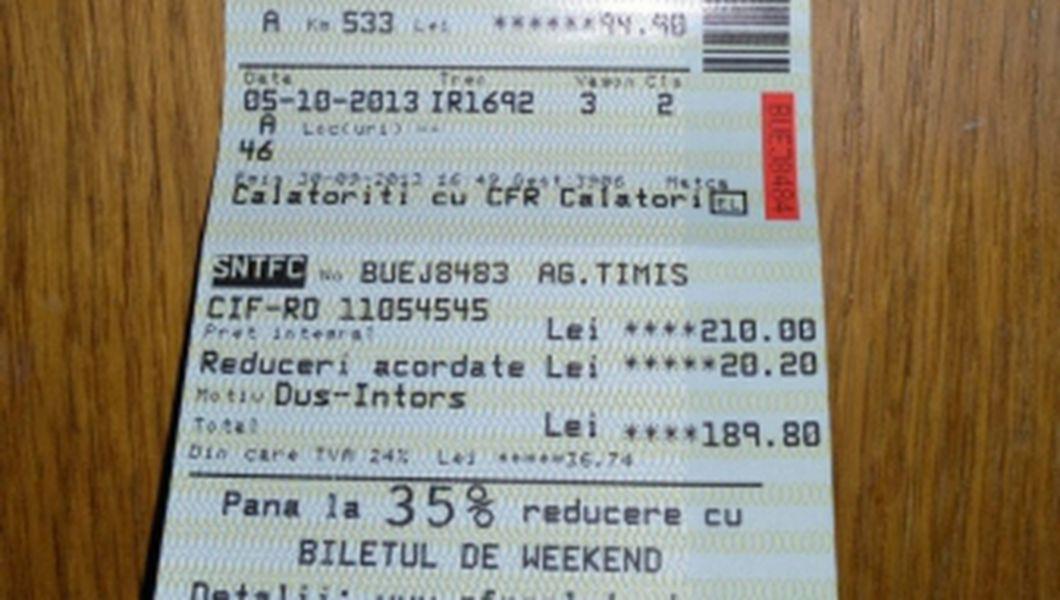 A Km 533 Lei ******94.90
Data Tren Vagon Cls
05-10-2013 IR1692 3 2
A Loc(uri) --
46
Calatoriti cu CFR Calatori EL
SNTFC No BUEJ8483 AG.TIMIS
CIF-RO 11054545
Pret integral Lei ****210.00
Reduceri acordate Lei *****20.20
Motiv Dus-Intors
Total Lei ****189.80
Din care IVA 24% Lei *****36.74
Pana la 35% reducere cu
BILETUL DE WEEKEND
Detalii: